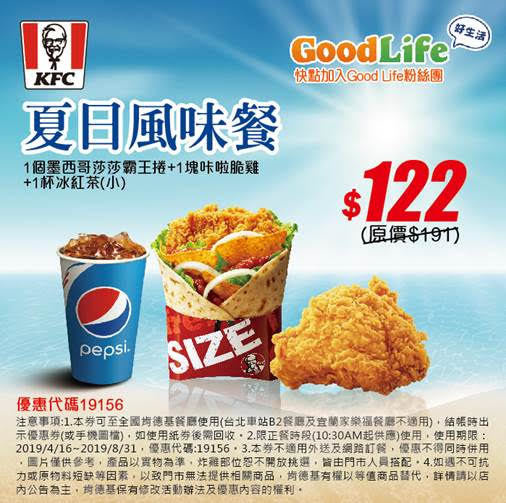 KFC
GoodLife 好生活
快點加入Good Life粉絲團
夏日風味餐
1個墨西哥莎莎霸王捲+1塊咔啦脆雞
+1杯冰紅茶(小)
$122
(原價$191)
pepsi.
SIZE
優惠代碼19156
注意事項:1.本券可至全國肯德基餐廳使用(台北車站B2餐廳及宜蘭家樂福餐廳不適用)，結帳時出
示優惠券(或手機圖檔)，如使用紙券後需回收。2.限正餐時段(10:30AM起供應)使用，使用期限：
2019/4/16~2019/8/31，優惠代碼:19156。3.本券不適用外送及網路訂餐，優惠不得同時併用
，圖片僅供參考，產品以實物為準，炸雞部位恕不開放挑選，皆由門市人員搭配。4.如遇不可抗
力或原物料短缺等因素，以致門市無法提供相關商品，肯德基有權以等值商品替代，詳情請以店
內公告為主，肯德基保有修改活動辦法及優惠內容的權利。